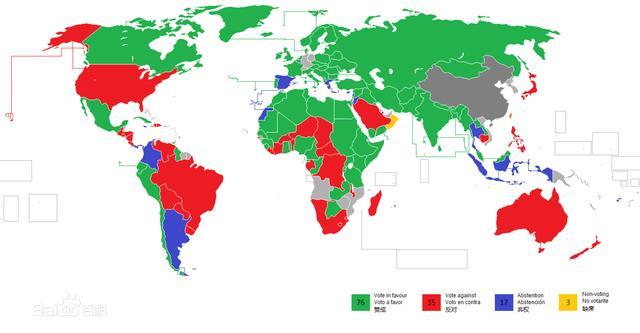 76
Vote in favour
Voto a favor
赞成
35
Vote against
Voto en contra
反对
17
Abstention
Abstención
弃权
3
Non-voting
No votante
缺席
Bai百科